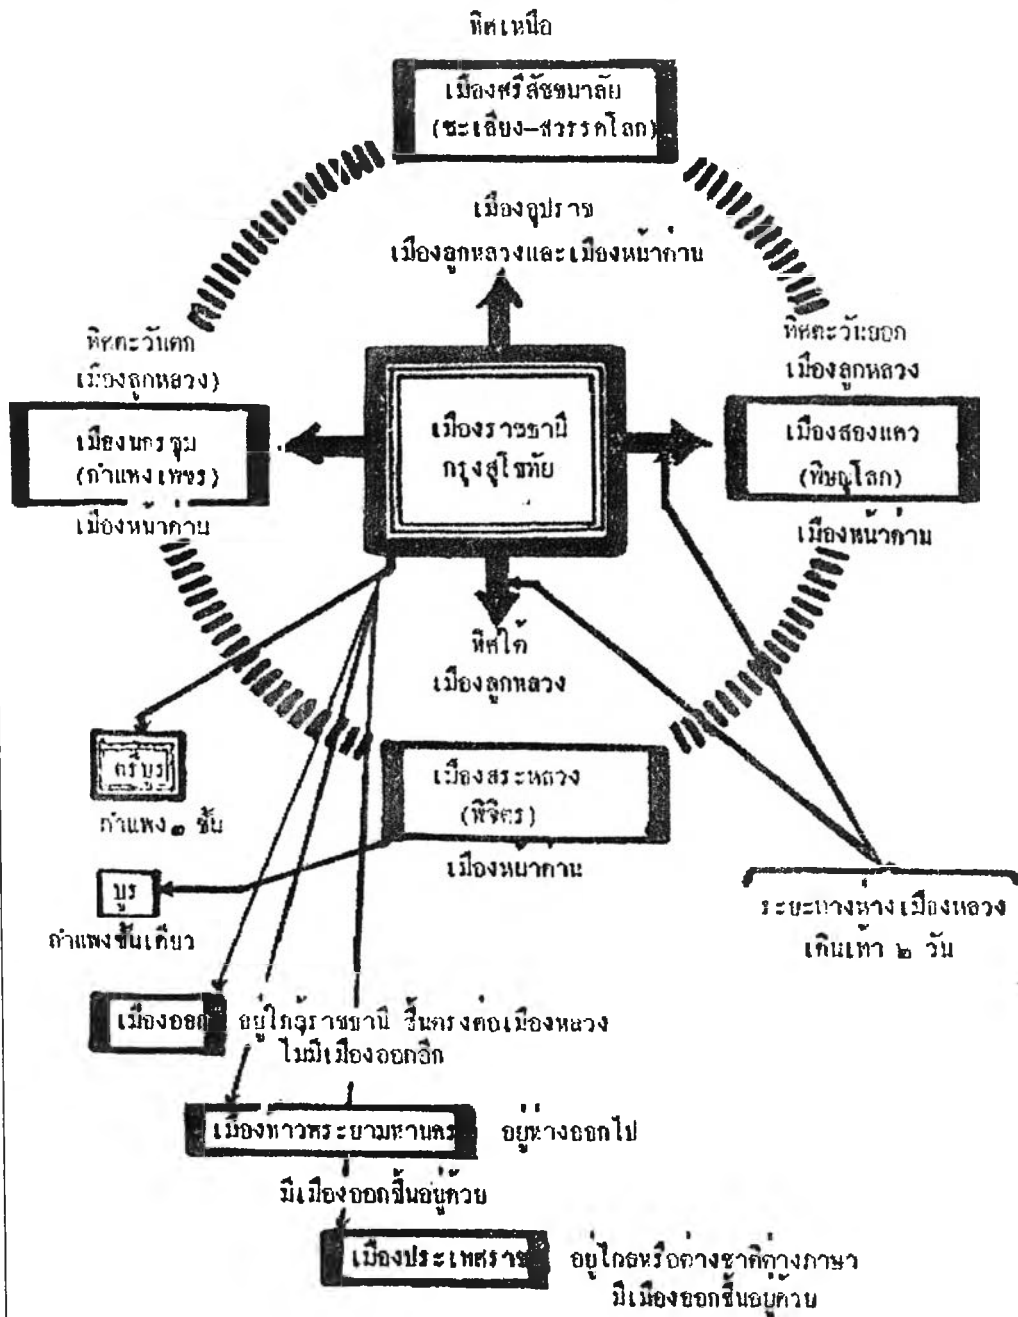 ทิศเหนือ
เมืองศรีสัชชนาลัย
(ชะเลียง-สวรรคโลก)
เมืองอุปราช
เมืองลูกหลวงและเมืองหน้าด่าน
ทิศตะวันตก
(เมืองลูกหลวง)
เมืองนครชุม
(กำแพงเพชร)
เมืองหน้าด่าน
เมืองราชธานี
กรุงสุโขทัย
ทิศตะวันออก
เมืองลูกหลวง
เมืองสองแคว
(พิษณุโลก)
เมืองหน้าด่าน
ทิศใต้
เมืองลูกหลวง
เมืองสระหลวง
(พิจิตร)
เมืองหน้าด่าน
ตรีบูร
กำแพง ๓ ชั้น
บูร
กำแพงชั้นเดียว
ระยะทางห่างเมืองหลวง
เดินเท้า ๒ วัน
เมืองออก อยู่ใกล้ราชธานี ขึ้นตรงต่อเมืองหลวง
ไม่มีเมืองออกอีก
เมืองท้าวพระยามหานคร อยู่ห่างออกไป
มีเมืองออกขึ้นอยู่ด้วย
เมืองประเทศราช อยู่ไกลหรือต่างชาติต่างภาษา
มีเมืองออกขึ้นอยู่ด้วย